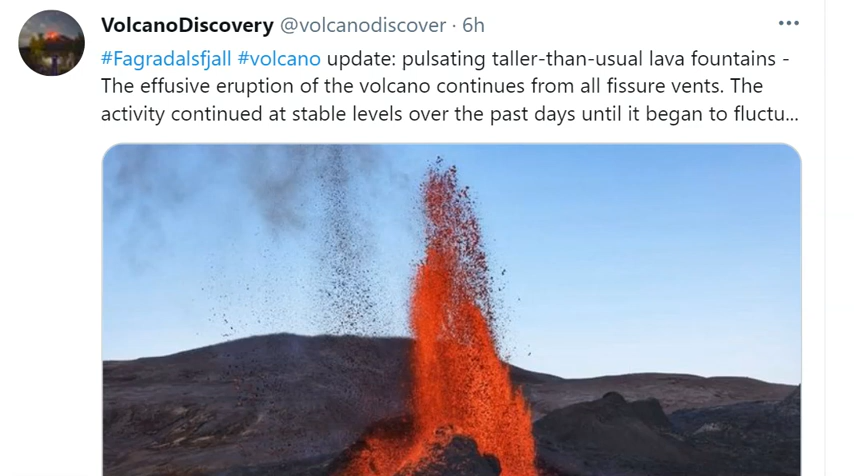 VolcanoDiscovery @volcanodiscover · 6h
#Fagradalsfjall #volcano update: pulsating taller-than-usual lava fountains -
The effusive eruption of the volcano continues from all fissure vents. The
activity continued at stable levels over the past days until it began to fluctu...